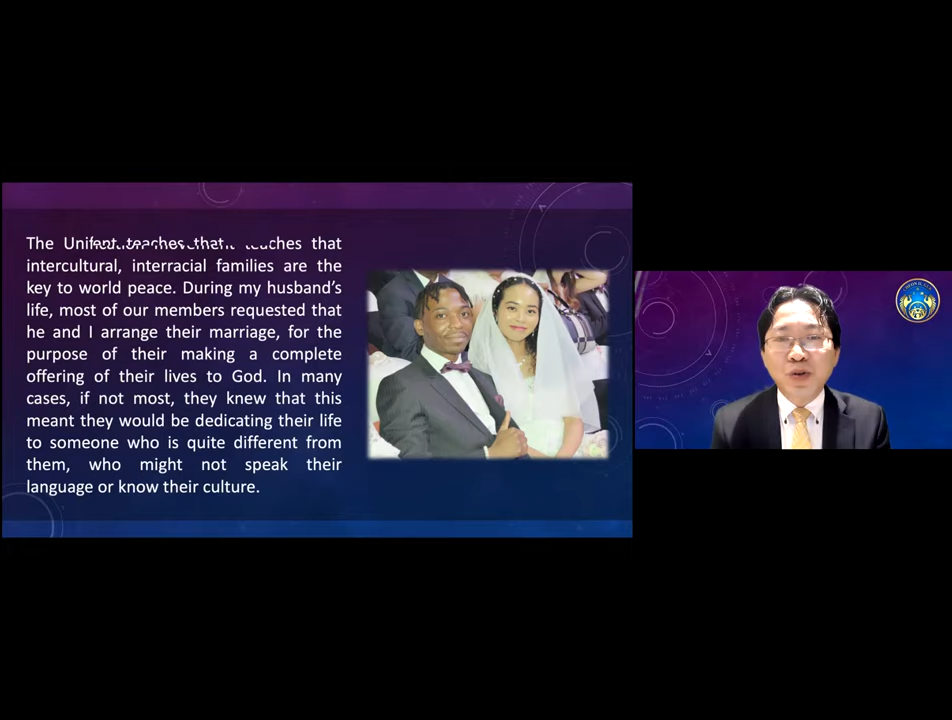 The teaches that
intercultural, interracial families are the
key to world peace. During my husband's
life, most of our members requested that
he and I arrange their marriage, for the
purpose of their making a complete
offering of their lives to God. In many
cases, if not most, they knew that this
meant they would be dedicating their life
to someone who is quite different from
them, who might not speak their
language or know their culture.